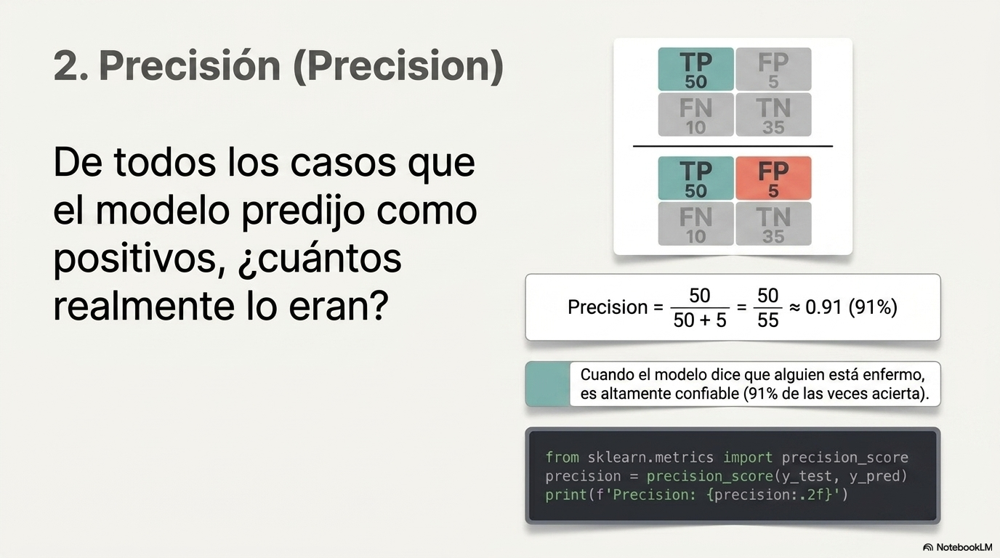 2. Precisión (Precision)
De todos los casos que
el modelo predijo como
positivos, ¿cuántos
realmente lo eran?
TP FP
50 5
FN TN
10 35
TP FP
50 5
FN TN
10 35
Precision = 50 / 50 + 5 = 50 / 55 ≈ 0.91 (91%)
Cuando el modelo dice que alguien está enfermo,
es altamente confiable (91% de las veces acierta).
from sklearn.metrics import precision_score
precision = precision_score(y_test, y_pred)
print(f'Precision: {precision:.2f}')
NotebookLM